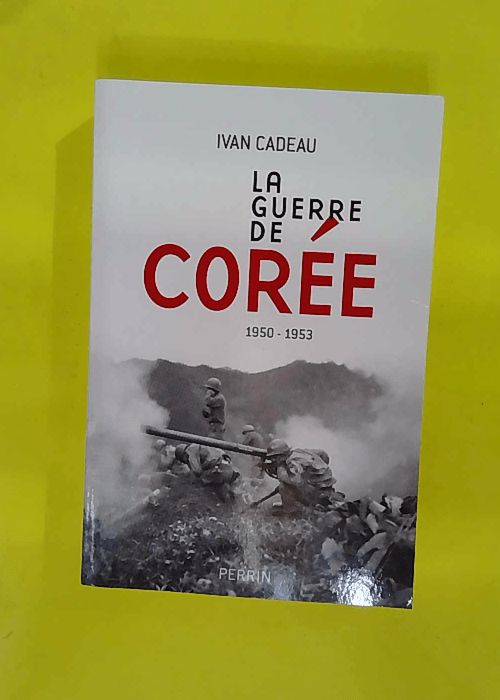 IVAN CADEAU
LA
GUERRE
DE
CORÉE
1950 - 1953
PERRIN